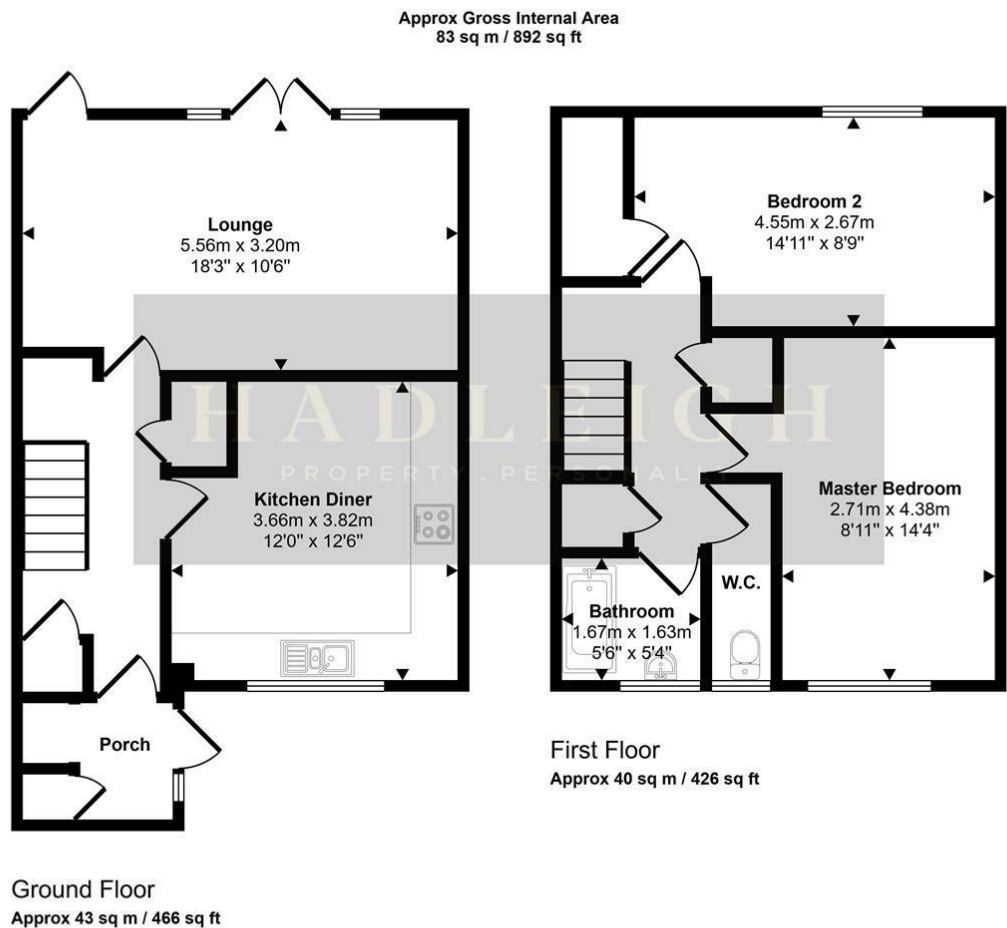 Approx Gross Internal Area
83 sq m / 892 sq ft
Lounge
5.56m x 3.20m
18'3" x 10'6"
Kitchen Diner
3.66m x 3.82m
12'0" x 12'6"
Porch
Ground Floor
Approx 43 sq m / 466 sq ft
Bedroom 2
4.55m x 2.67m
14'11" x 8'9"
Master Bedroom
2.71m x 4.38m
8'11" x 14'4"
W.C.
Bathroom
1.67m x 1.63m
5'6" x 5'4"
First Floor
Approx 40 sq m / 426 sq ft
HADLEIGH
PROPERTY. PERSONALLY